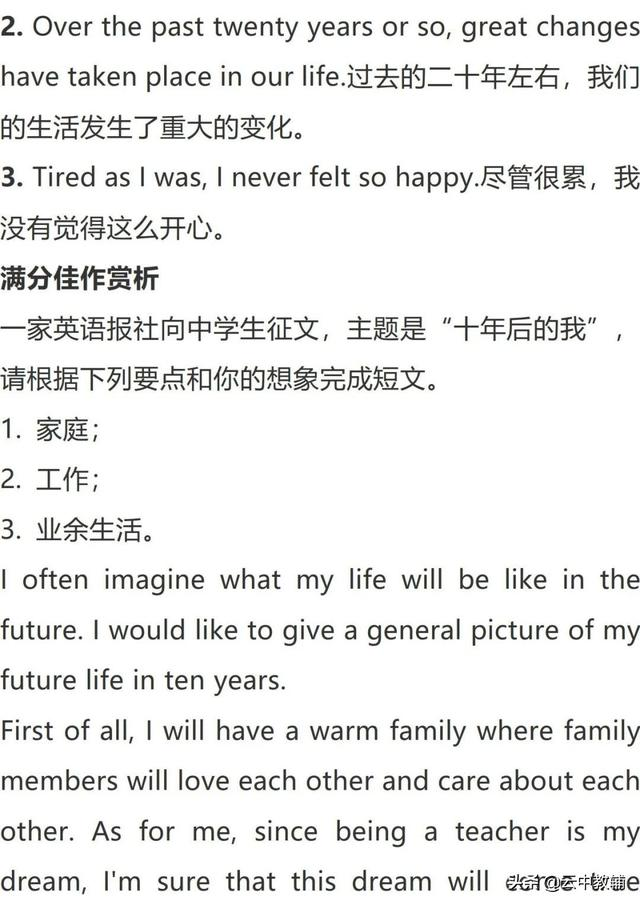 2. Over the past twenty years or so, great changes
have taken place in our life.过去的二十年左右，我们
的生活发生了重大的变化。
3. Tired as I was, I never felt so happy.尽管很累，我
没有觉得这么开心。
满分佳作赏析
一家英语报社向中学生征文，主题是“十年后的我”，
请根据下列要点和你的想象完成短文。
1. 家庭；
2. 工作；
3. 业余生活。
I often imagine what my life will be like in the
future. I would like to give a general picture of my
future life in ten years.
First of all, I will have a warm family where family
members will love each other and care about each
other. As for me, since being a teacher is my
dream, I'm sure that this dream will come true
头条@云中教辅